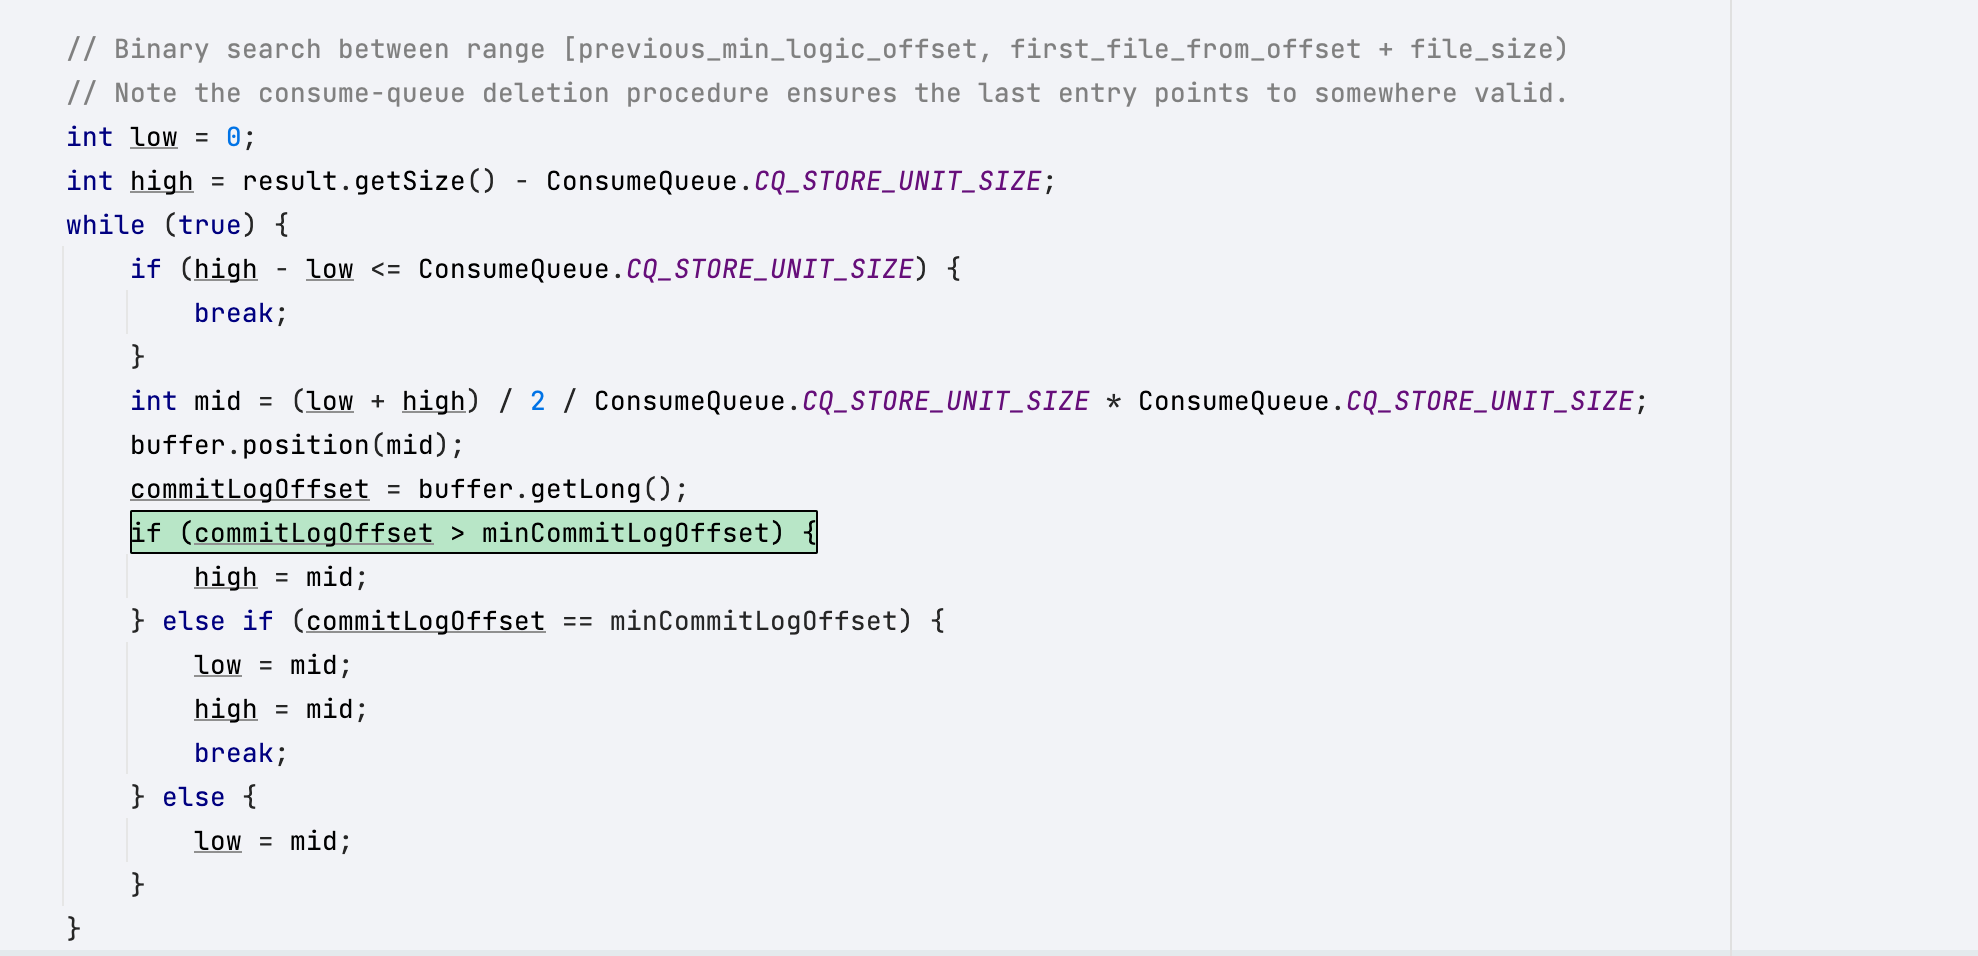 // Binary search between range [previous_min_logic_offset, first_file_from_offset + file_size)
// Note the consume-queue deletion procedure ensures the last entry points to somewhere valid.
int low = 0;
int high = result.getSize() - ConsumeQueue.CQ_STORE_UNIT_SIZE;
while (true) {
    if (high - low <= ConsumeQueue.CQ_STORE_UNIT_SIZE) {
        break;
    }
    int mid = (low + high) / 2 / ConsumeQueue.CQ_STORE_UNIT_SIZE * ConsumeQueue.CQ_STORE_UNIT_SIZE;
    buffer.position(mid);
    commitLogOffset = buffer.getLong();
    if (commitLogOffset > minCommitLogOffset) {
        high = mid;
    } else if (commitLogOffset == minCommitLogOffset) {
        low = mid;
        high = mid;
        break;
    } else {
        low = mid;
    }
}